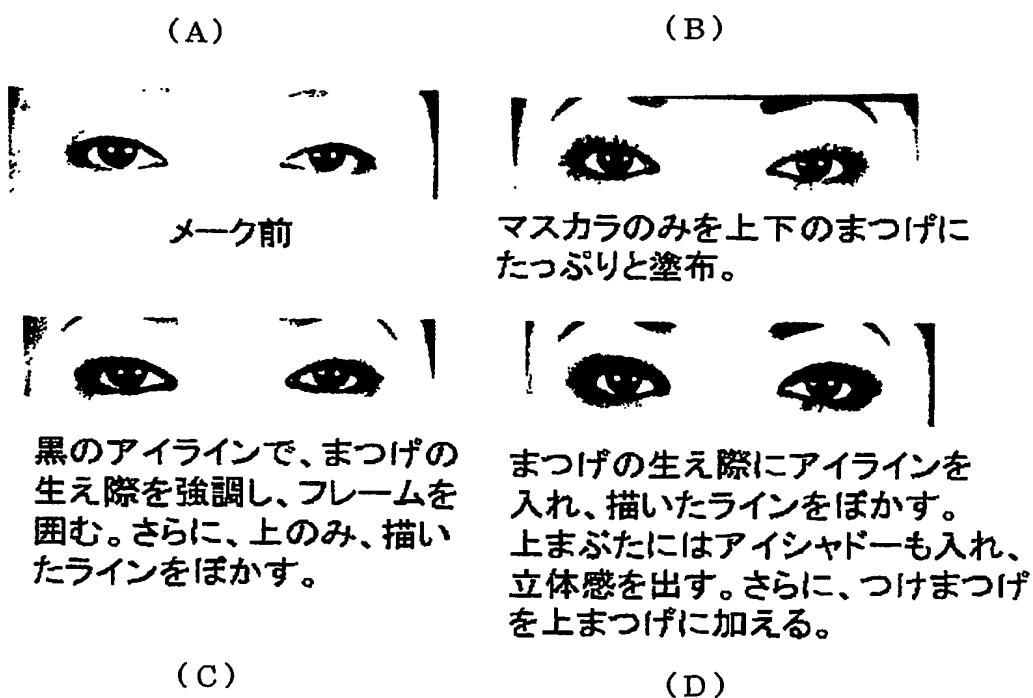 (A)
(B)
メーク前
マスカラのみを上下のまつげに
たっぷりと塗布。
黒のアイラインで、まつげの
生え際を強調し、フレームを
囲む。さらに、上のみ、描い
たラインをぼかす。
まつげの生え際にアイラインを
入れ、描いたラインをぼかす。
上まぶたにはアイシャドーも入れ、
立体感を出す。さらに、つけまつげ
を上まつげに加える。
(C)
(D)